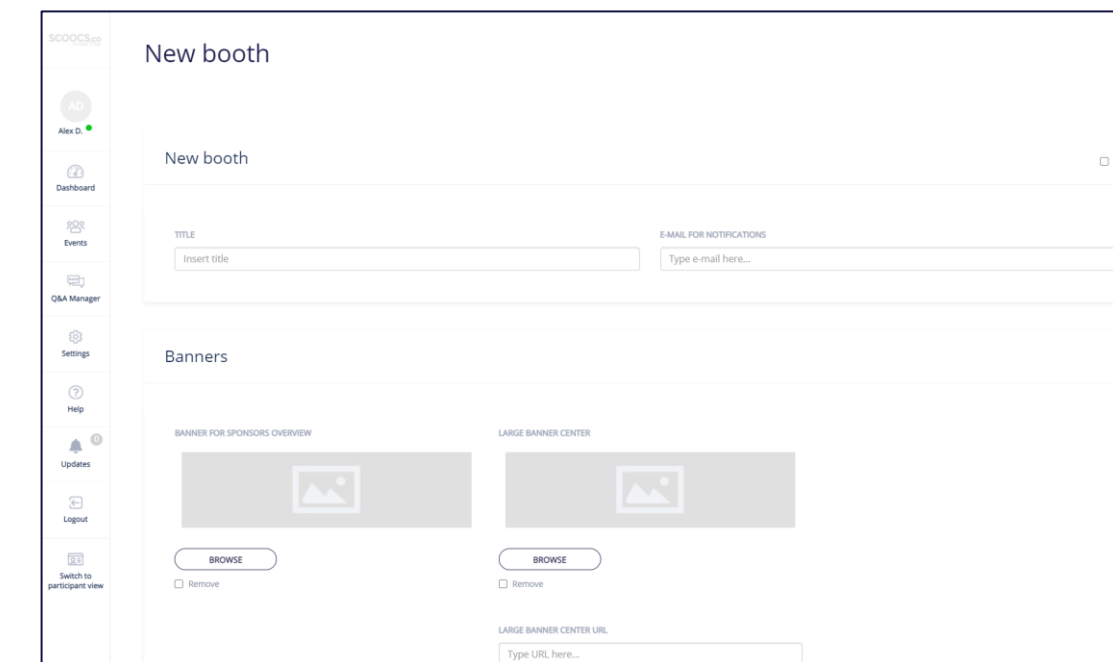 SCOOCS.co
New booth
AD
Alex D.
Dashboard
Events
Q&A Manager
Settings
Help
0
Updates
Logout
Switch to
participant view
New booth
TITLE
Insert title
E-MAIL FOR NOTIFICATIONS
Type e-mail here...
Banners
BANNER FOR SPONSORS OVERVIEW
LARGE BANNER CENTER
BROWSE
BROWSE
Remove
Remove
LARGE BANNER CENTER URL
Type URL here...